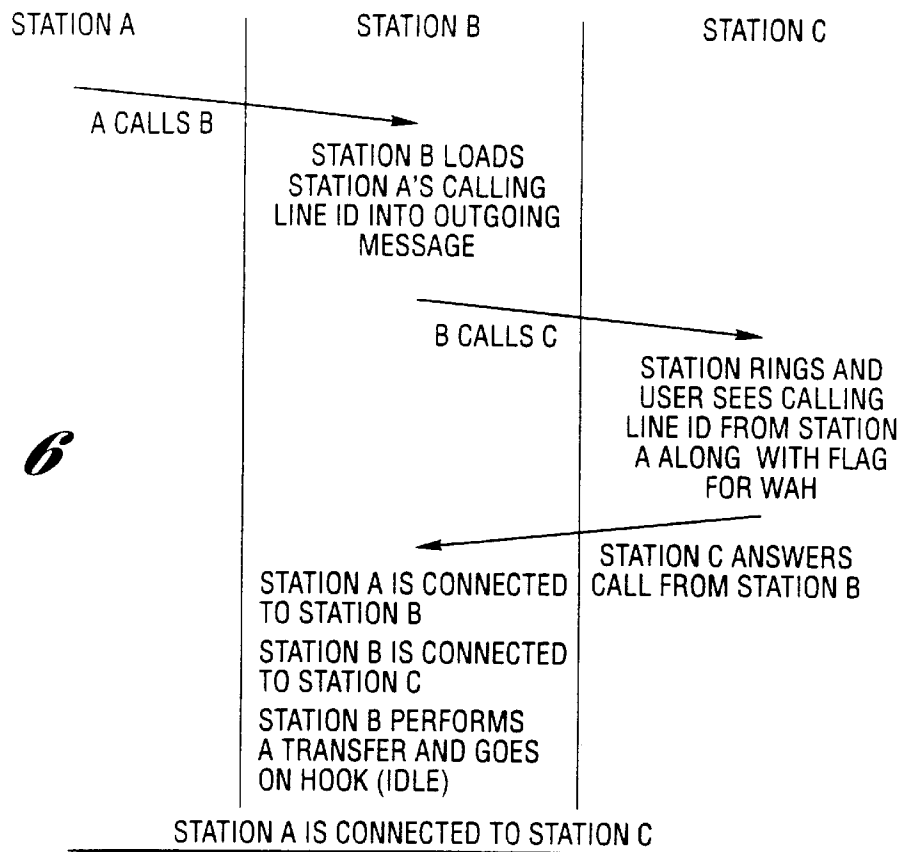 STATION A
STATION B
STATION C
A CALLS B
STATION B LOADS
STATION A'S CALLING
LINE ID INTO OUTGOING
MESSAGE
B CALLS C
STATION RINGS AND
USER SEES CALLING
LINE ID FROM STATION
A ALONG WITH FLAG
FOR WAH
6
STATION C ANSWERS
CALL FROM STATION B
STATION A IS CONNECTED
TO STATION B
STATION B IS CONNECTED
TO STATION C
STATION B PERFORMS
A TRANSFER AND GOES
ON HOOK (IDLE)
STATION A IS CONNECTED TO STATION C